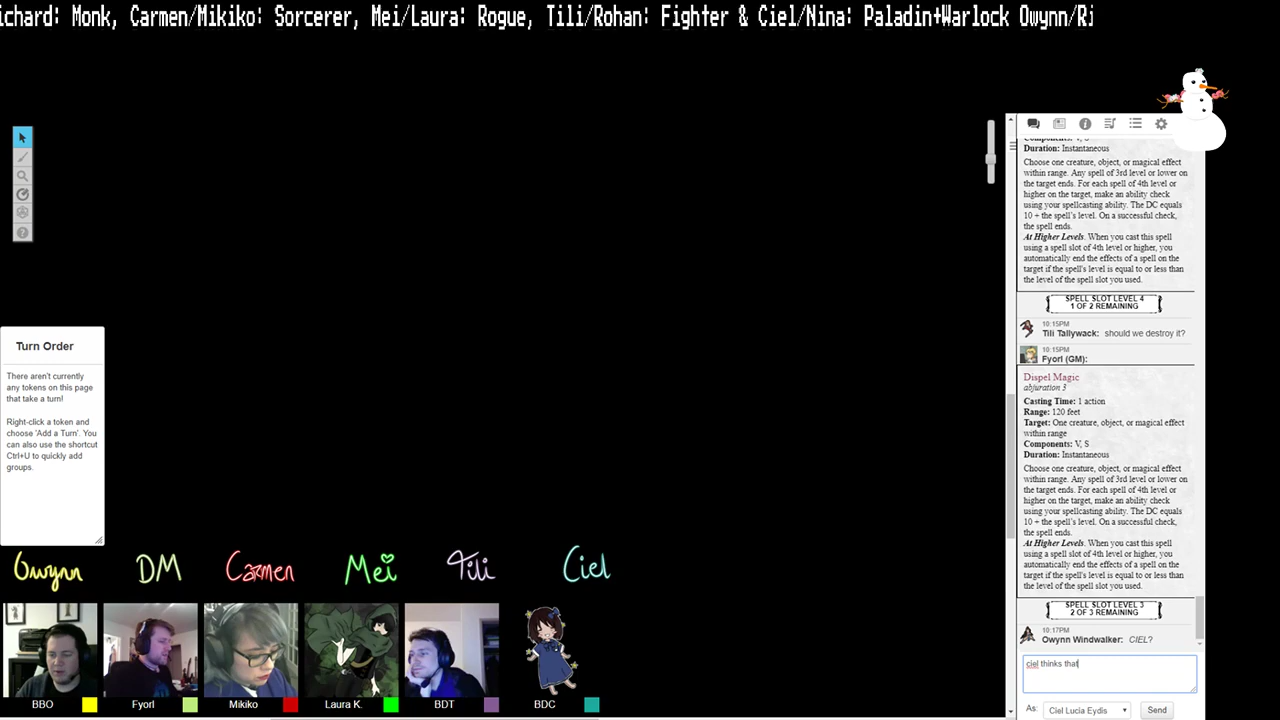 ichard: Monk, Carmen/Mikiko: Sorcerer, Mei/Laura: Rogue, Tili/Rohan: Fighter & Ciel/Nina: Paladin+Warlock Owynn/Ri
Turn Order
There aren't currently
any tokens on this page
that take a turn!
Right-click a token and
choose 'Add a Turn'. You
can also use the shortcut
Ctrl+U to quickly add
groups.
Components: V, S
Duration: Instantaneous
Choose one creature, object, or magical effect
within range. Any spell of 3rd level or lower on
the target ends. For each spell of 4th level or
higher on the target, make an ability check
using your spellcasting ability. The DC equals
10 + the spell's level. On a successful check,
the spell ends.
At Higher Levels. When you cast this spell
using a spell slot of 4th level or higher, you
automatically end the effects of a spell on the
target if the spell's level is equal to or less than
the level of the spell slot you used.
SPELL SLOT LEVEL 4
1 OF 2 REMAINING
10:15PM
Tili Tallywack: should we destroy it?
10:15PM
Fyorl (GM):
Dispel Magic
abjuration 3
Casting Time: 1 action
Range: 120 feet
Target: One creature, object, or magical effect
within range
Components: V, S
Duration: Instantaneous
Choose one creature, object, or magical effect
within range. Any spell of 3rd level or lower on
the target ends. For each spell of 4th level or
higher on the target, make an ability check
using your spellcasting ability. The DC equals
10 + the spell's level. On a successful check,
the spell ends.
At Higher Levels. When you cast this spell
using a spell slot of 4th level or higher, you
automatically end the effects of a spell on the
target if the spell's level is equal to or less than
the level of the spell slot you used.
SPELL SLOT LEVEL 3
2 OF 3 REMAINING
10:17PM
Owynn Windwalker: CIEL?
ciel thinks that
As: Ciel Lucia Eydis Send
Owynn DM Carmen Mei Tili Ciel
BBO Fyorl Mikiko Laura K. BDT BDC